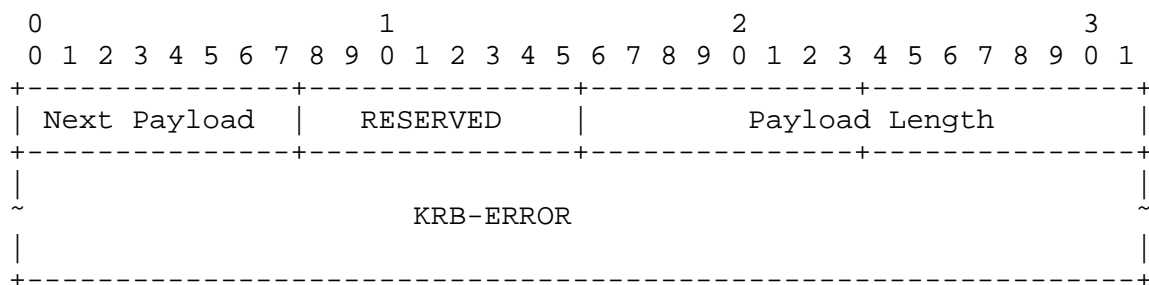 0                   1                   2                   3
 0 1 2 3 4 5 6 7 8 9 0 1 2 3 4 5 6 7 8 9 0 1 2 3 4 5 6 7 8 9 0 1
+---------------+---------------+---------------+---------------+
| Next Payload  |   RESERVED    |         Payload Length        |
+---------------+---------------+---------------+---------------+
|                                                               |
~                      KRB-ERROR                                ~
|                                                               |
+---------------------------------------------------------------+